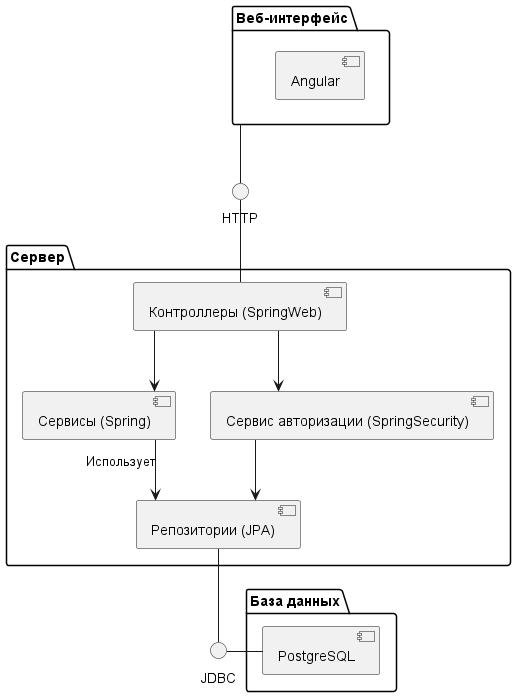 Веб-интерфейс
Angular
HTTP
Сервер
Контроллеры (SpringWeb)
Сервисы (Spring)
Сервис авторизации (SpringSecurity)
Использует
Репозитории (JPA)
База данных
PostgreSQL
JDBC